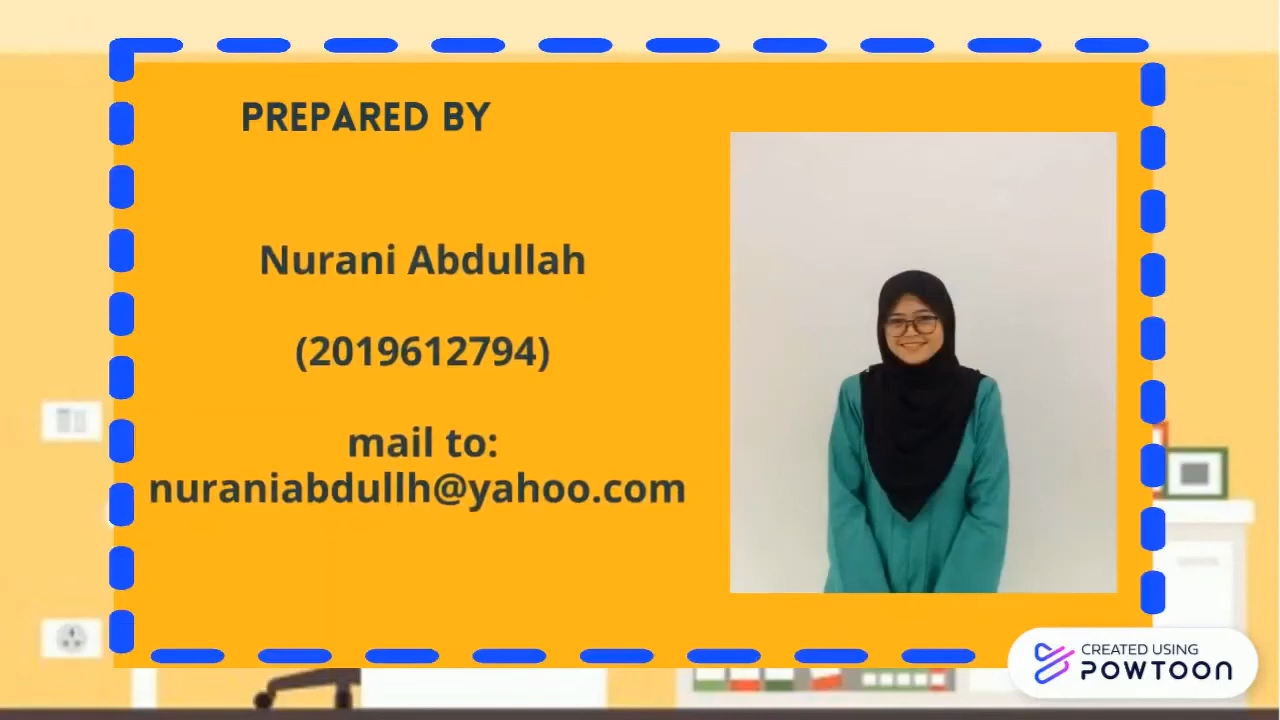 PREPARED BY
Nurani Abdullah
(2019612794)
mail to:
nuraniabdullh@yahoo.com
CREATED USING
POWTOON